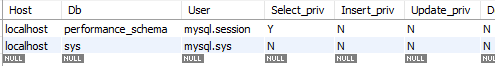 Host Db User Select_priv Insert_priv Update_priv D
localhost performance_schema mysql.session Y N N N
localhost sys mysql.sys N N N N
NULL NULL NULL NULL NULL NULL NULL